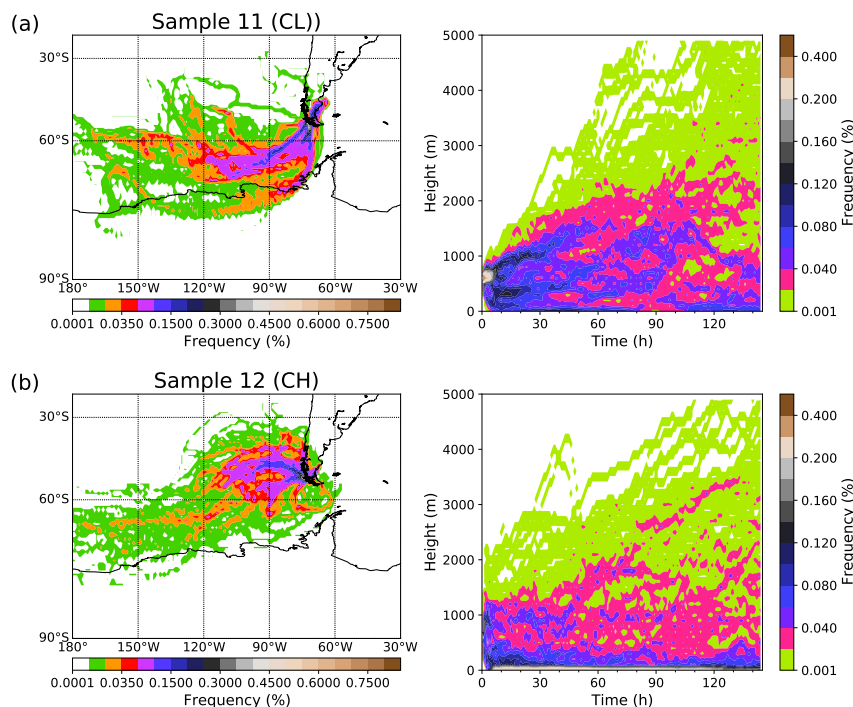 (a)
Sample 11 (CL))
30°S
60°S
90°S
180°
150°W
120°W
90°W
60°W
30°W
0.0001 0.0350 0.1500 0.3000 0.4500 0.6000 0.7500
Frequency (%)
5000
4000
3000
2000
1000
0
Height (m)
0 30 60 90 120
Time (h)
0.400
0.200
0.160
0.120
0.080
0.040
0.001
Frequency (%)
(b)
Sample 12 (CH)
30°S
60°S
90°S
180°
150°W
120°W
90°W
60°W
30°W
0.0001 0.0350 0.1500 0.3000 0.4500 0.6000 0.7500
Frequency (%)
5000
4000
3000
2000
1000
0
Height (m)
0 30 60 90 120
Time (h)
0.400
0.200
0.160
0.120
0.080
0.040
0.001
Frequency (%)